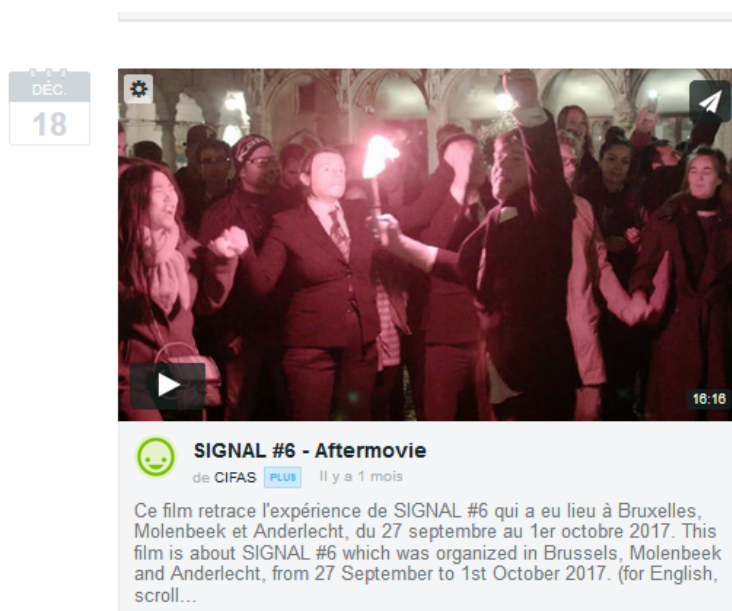 DÉC.
18
16:16
SIGNAL #6 - Aftermovie
de CIFAS PLUS Il y a 1 mois
Ce film retrace l'expérience de SIGNAL #6 qui a eu lieu à Bruxelles,
Molenbeek et Anderlecht, du 27 septembre au 1er octobre 2017. This
film is about SIGNAL #6 which was organized in Brussels, Molenbeek
and Anderlecht, from 27 September to 1st October 2017. (for English,
scroll...